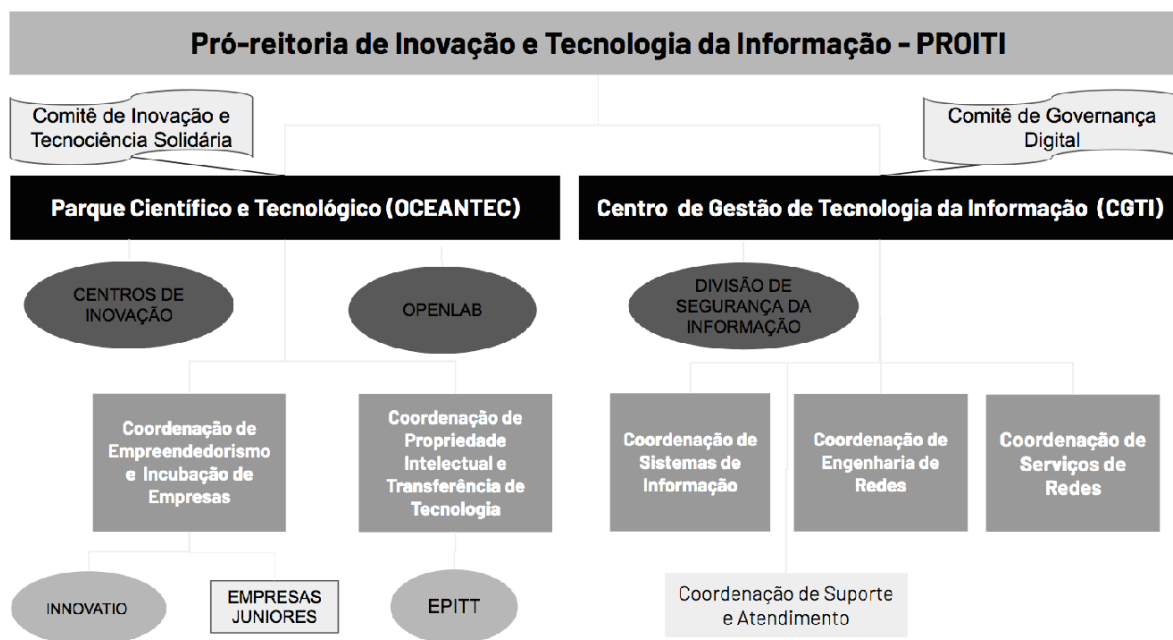 Pró-reitoria de Inovação e Tecnologia da Informação - PROITI
Comitê de Inovação e
Tecnociência Solidária
Comitê de Governança
Digital
Parque Científico e Tecnológico (OCEANTEC)
Centro de Gestão de Tecnologia da Informação (CGTI)
CENTROS DE
INOVAÇÃO
OPENLAB
DIVISÃO DE
SEGURANÇA DA
INFORMAÇÃO
Coordenação de
Empreendedorismo
e Incubação de
Empresas
Coordenação de
Propriedade
Intelectual e
Transferência de
Tecnologia
Coordenação de
Sistemas de
Informação
Coordenação de
Engenharia de
Redes
Coordenação de
Serviços de
Redes
INNOVATIO
EMPRESAS
JUNIORES
EPITT
Coordenação de Suporte
e Atendimento